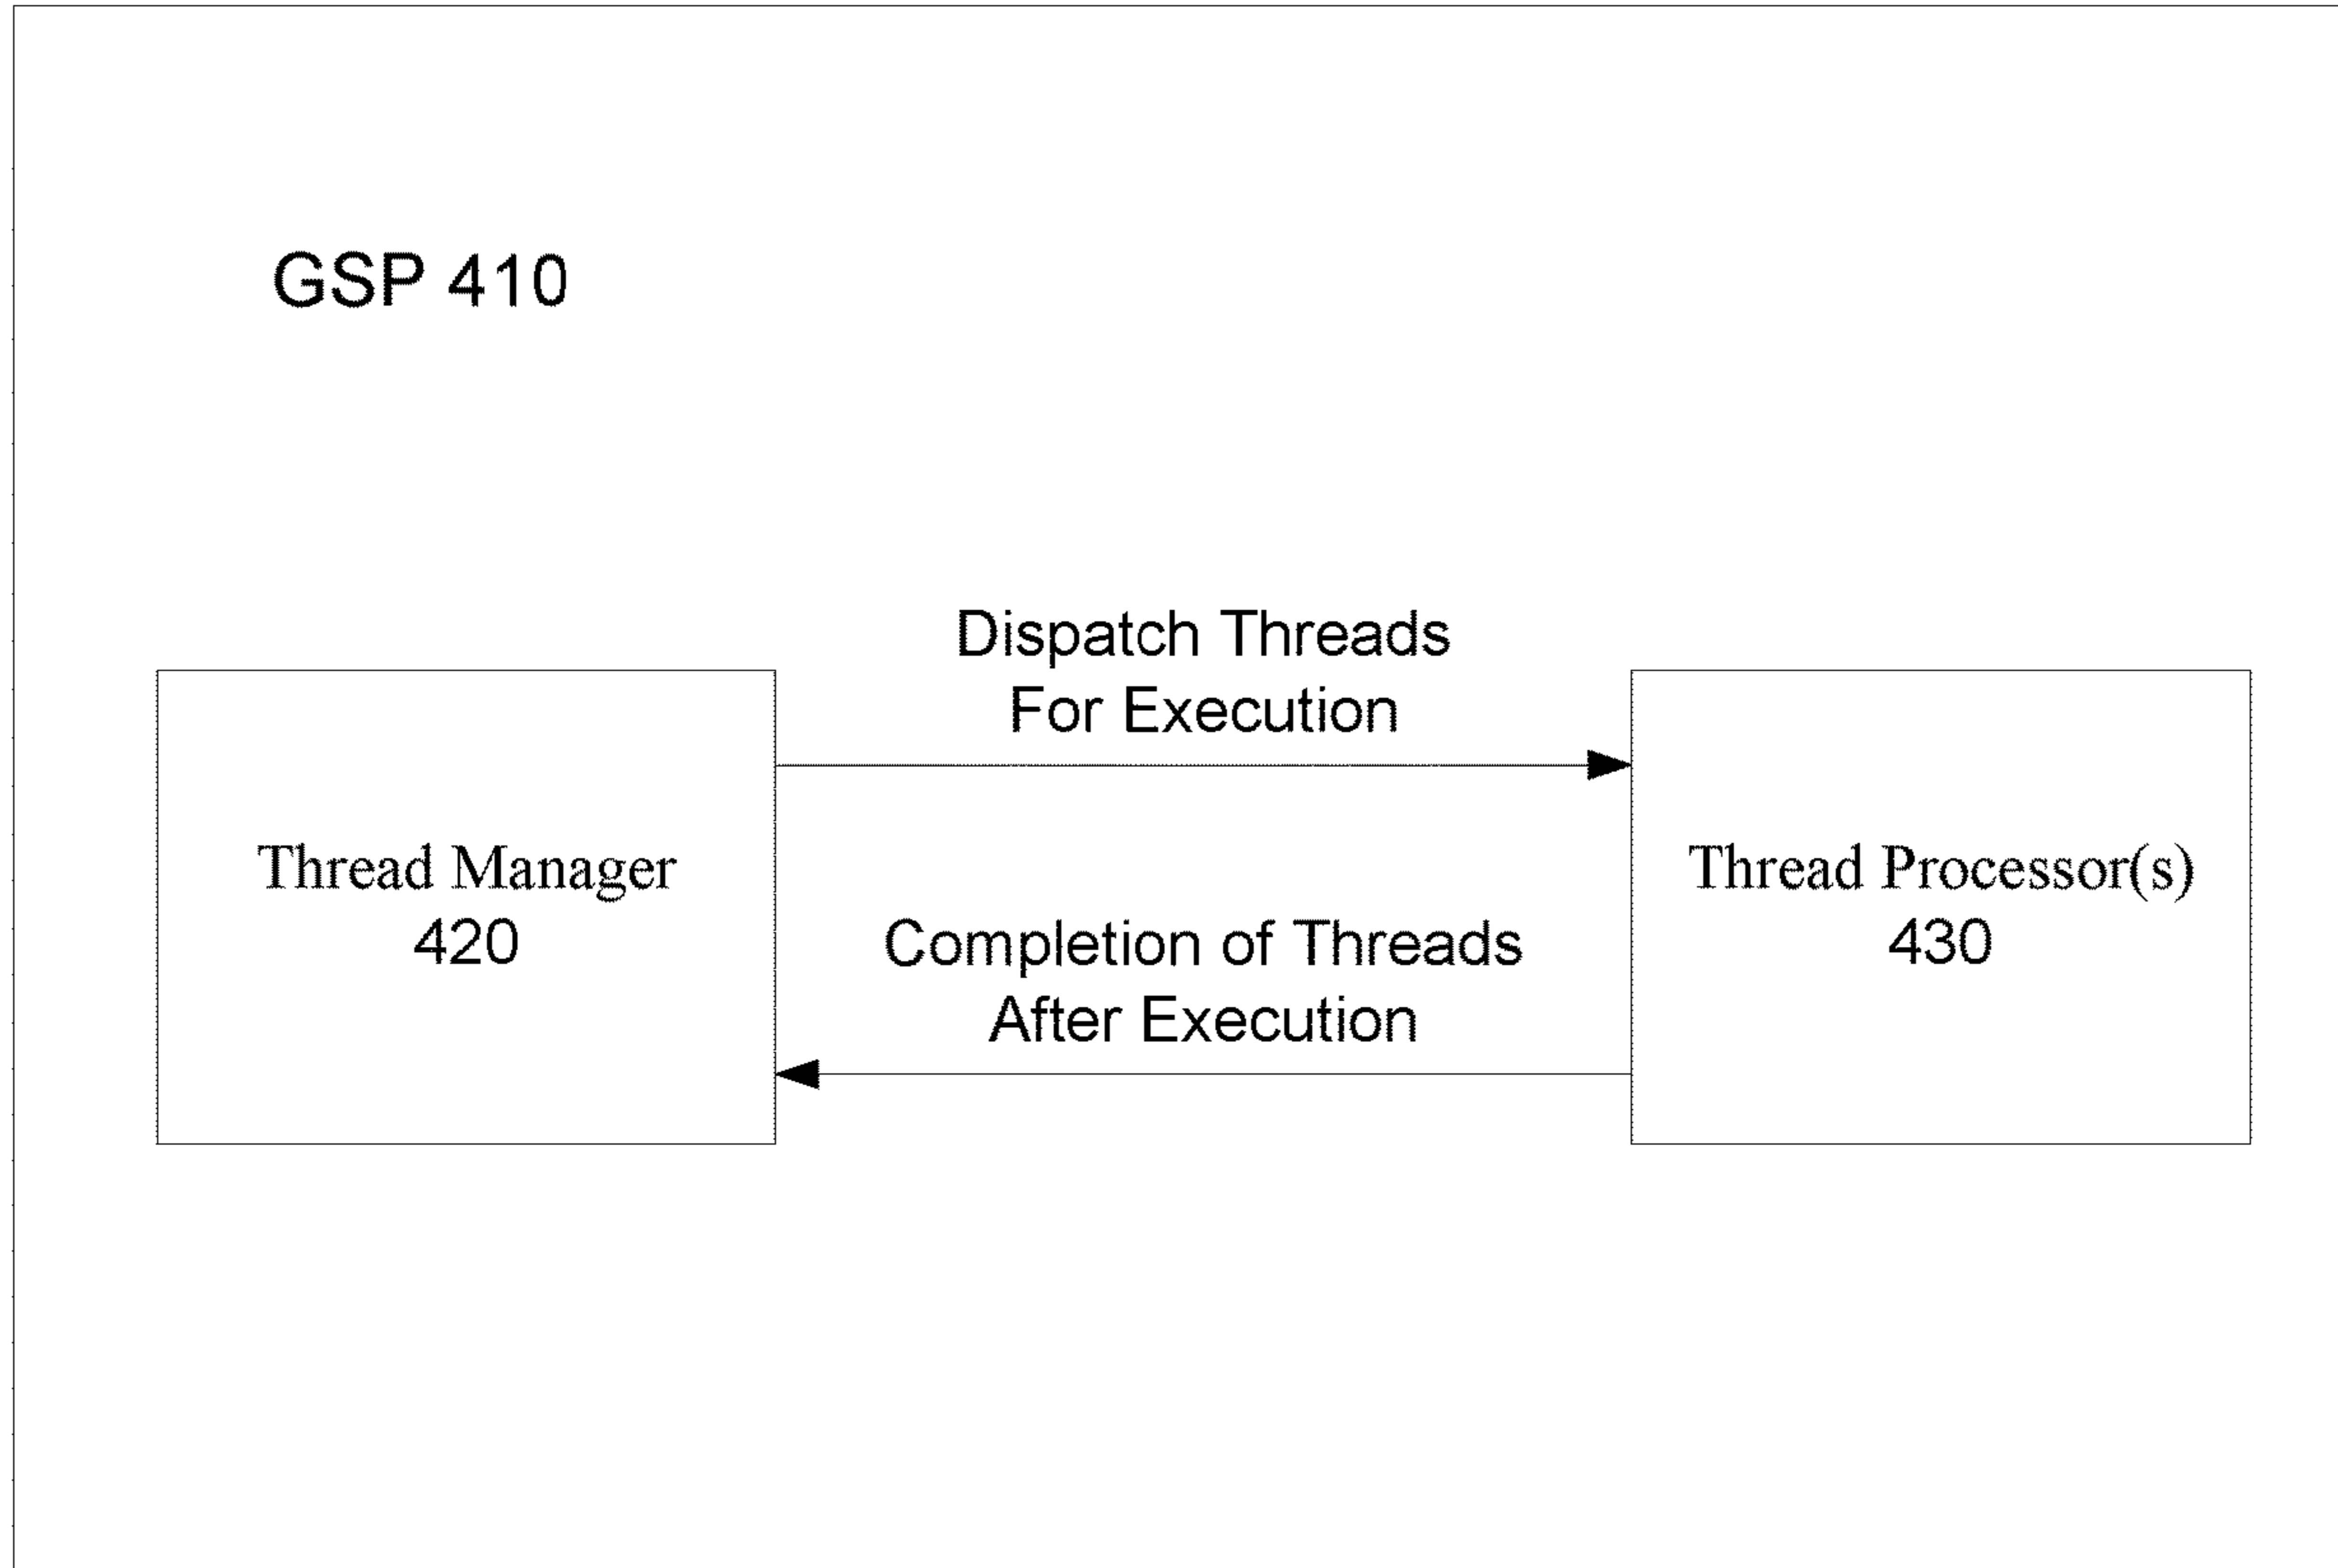 GSP 410
Dispatch Threads
For Execution
Thread Manager
420
Completion of Threads
After Execution
Thread Processor(s)
430